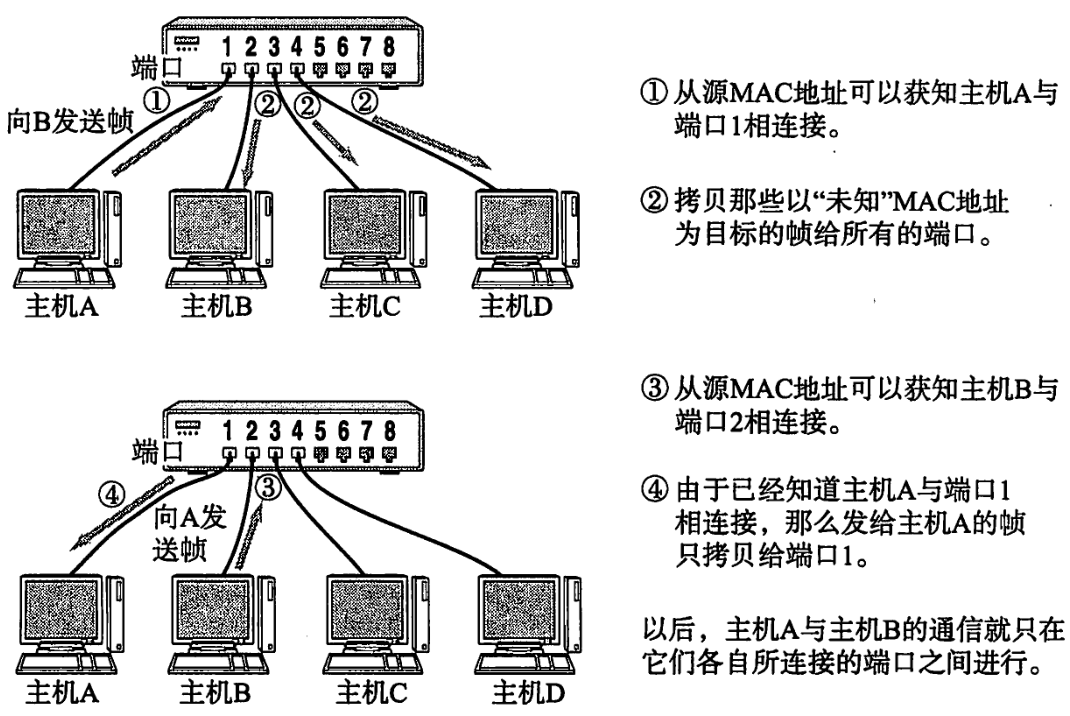 1 2 3 4 5 6 7 8
端口
①
②
②
②
向B发送帧
主机A
主机B
主机C
主机D
①从源MAC地址可以获知主机A与
端口1相连接。
②拷贝那些以“未知”MAC地址
为目标的帧给所有的端口。
1 2 3 4 5 6 7 8
端口
④
③
向A发
送帧
主机A
主机B
主机C
主机D
③从源MAC地址可以获知主机B与
端口2相连接。
④由于已经知道主机A与端口1
相连接，那么发给主机A的帧
只拷贝给端口1。
以后，主机A与主机B的通信就只在
它们各自所连接的端口之间进行。